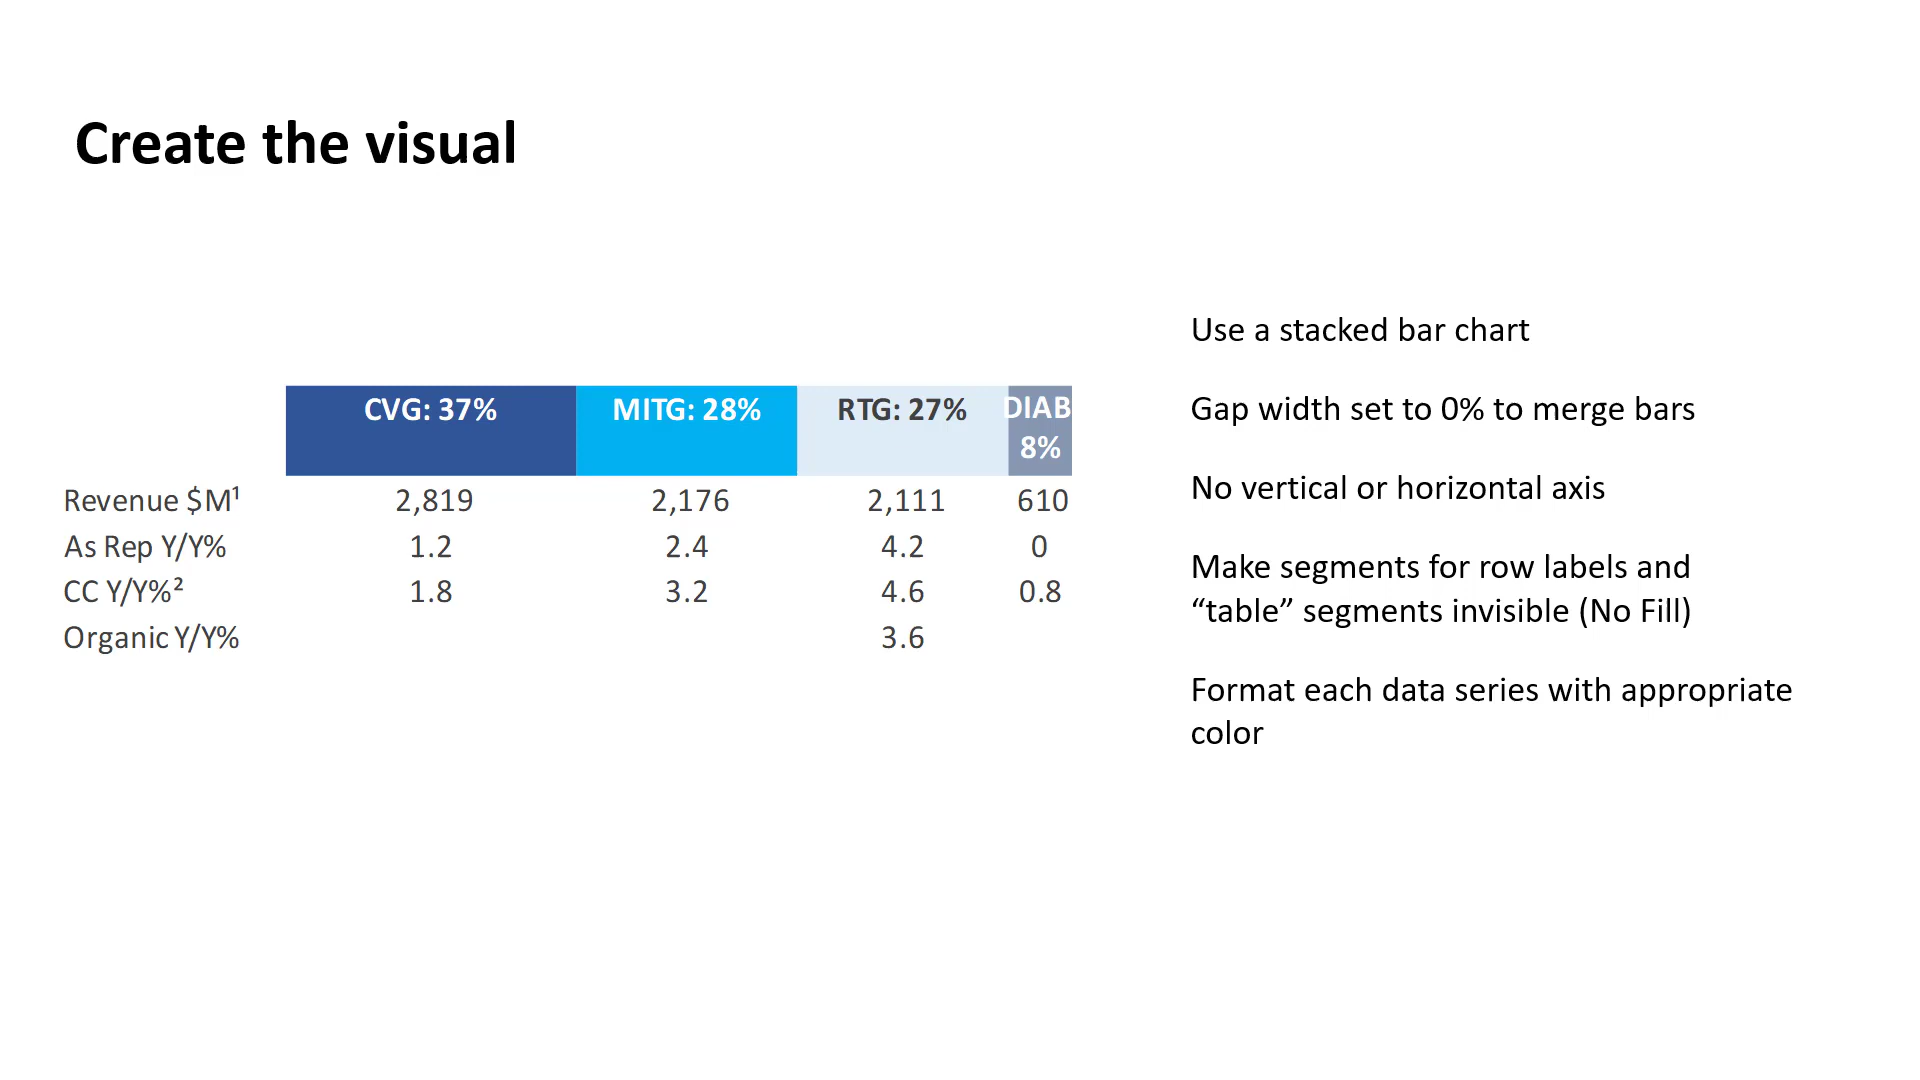 Create the visual
CVG: 37% MITG: 28% RTG: 27% DIAB
8%
Revenue $M¹ 2,819 2,176 2,111 610
As Rep Y/Y% 1.2 2.4 4.2 0
CC Y/Y%² 1.8 3.2 4.6 0.8
Organic Y/Y% 3.6
Use a stacked bar chart
Gap width set to 0% to merge bars
No vertical or horizontal axis
Make segments for row labels and
“table” segments invisible (No Fill)
Format each data series with appropriate
color